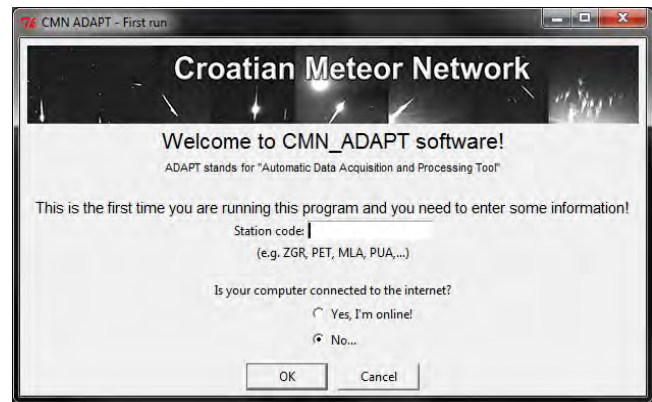 CMN ADAPT - First run
Croatian Meteor Network
Welcome to CMN_ADAPT software!
ADAPT stands for "Automatic Data Acquisition and Processing Tool"
This is the first time you are running this program and you need to enter some information!
Station code:
(e.g. ZGR, PET, MLA, PUA,...)
Is your computer connected to the internet?
Yes, I'm online!
No...
OK Cancel